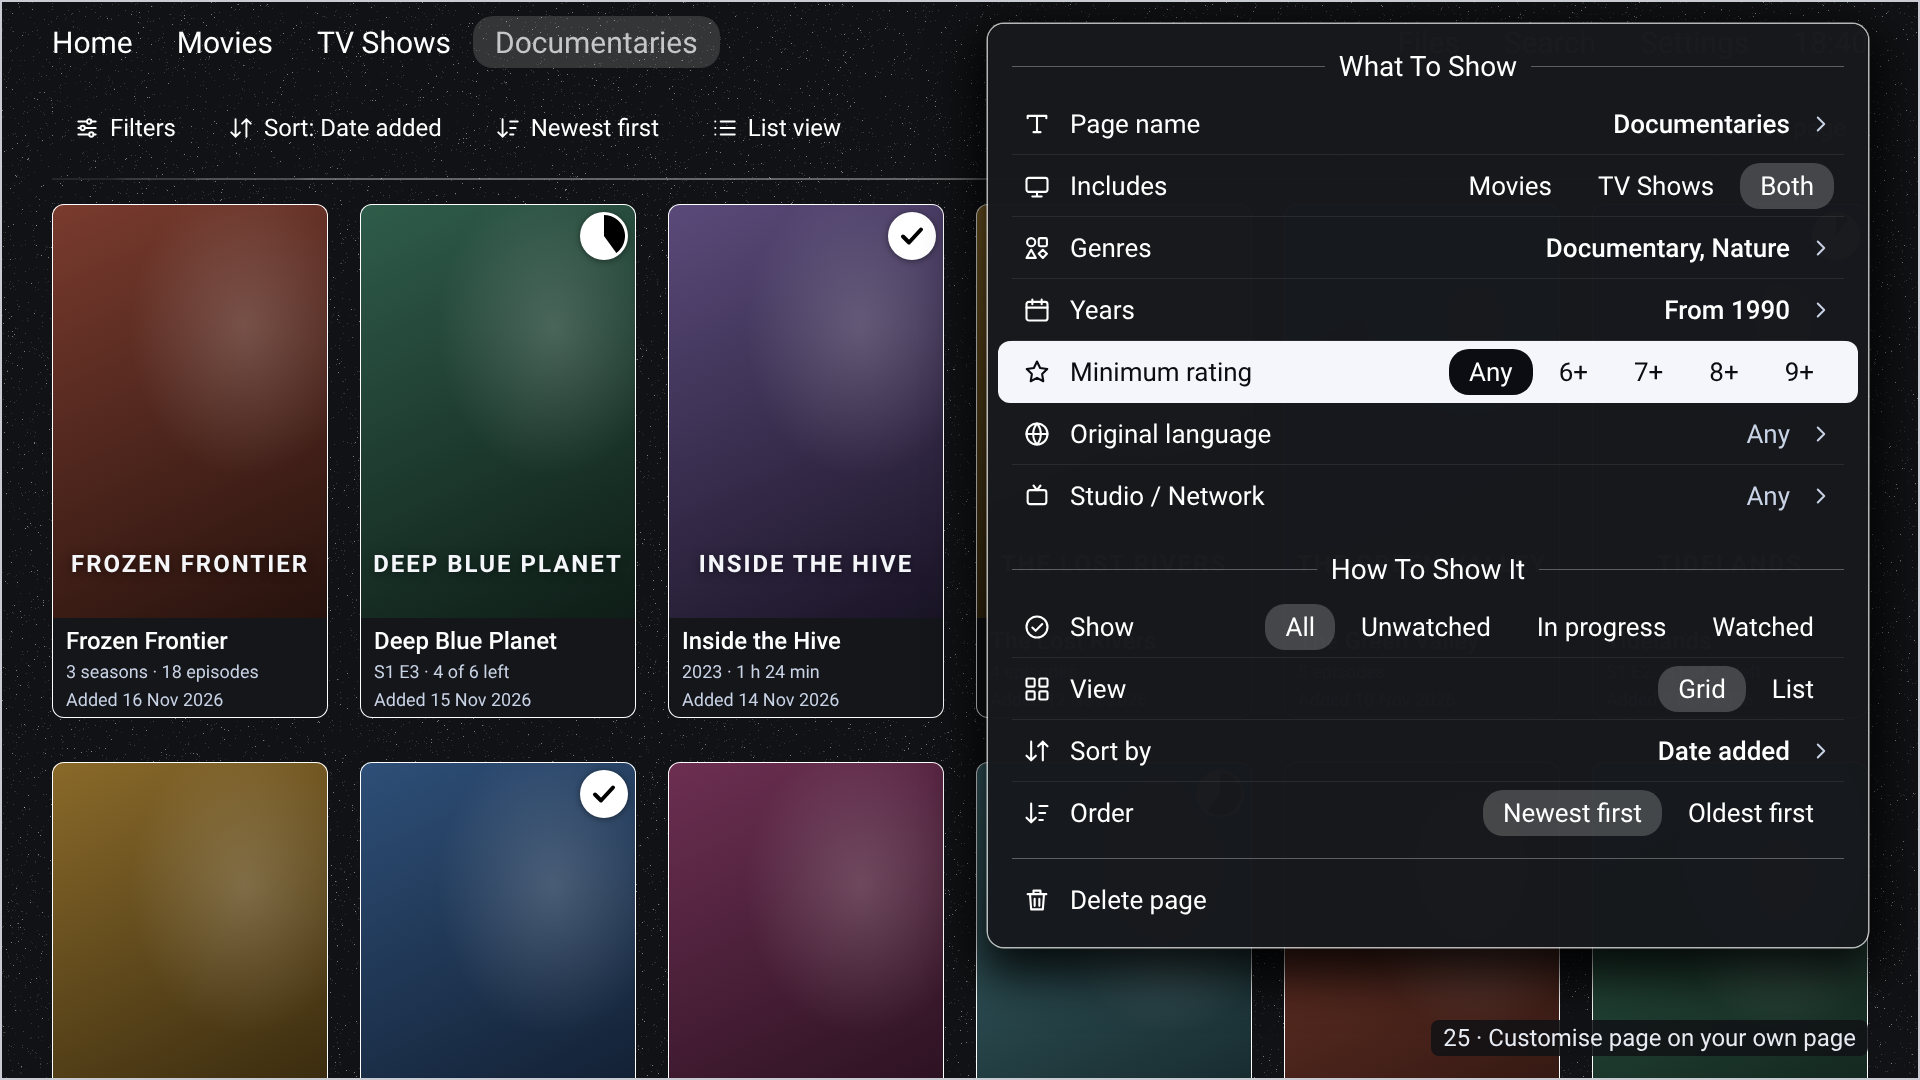 Home Movies TV Shows Documentaries
Filters Sort: Date added Newest first List view
FROZEN FRONTIER
Frozen Frontier
3 seasons · 18 episodes
Added 16 Nov 2026
DEEP BLUE PLANET
Deep Blue Planet
S1 E3 · 4 of 6 left
Added 15 Nov 2026
INSIDE THE HIVE
Inside the Hive
2023 · 1 h 24 min
Added 14 Nov 2026
What To Show
Page name Documentaries
Includes Movies TV Shows Both
Genres Documentary, Nature
Years From 1990
Minimum rating Any 6+ 7+ 8+ 9+
Original language Any
Studio / Network Any
How To Show It
Show All Unwatched In progress Watched
View Grid List
Sort by Date added
Order Newest first Oldest first
Delete page
25 · Customise page on your own page